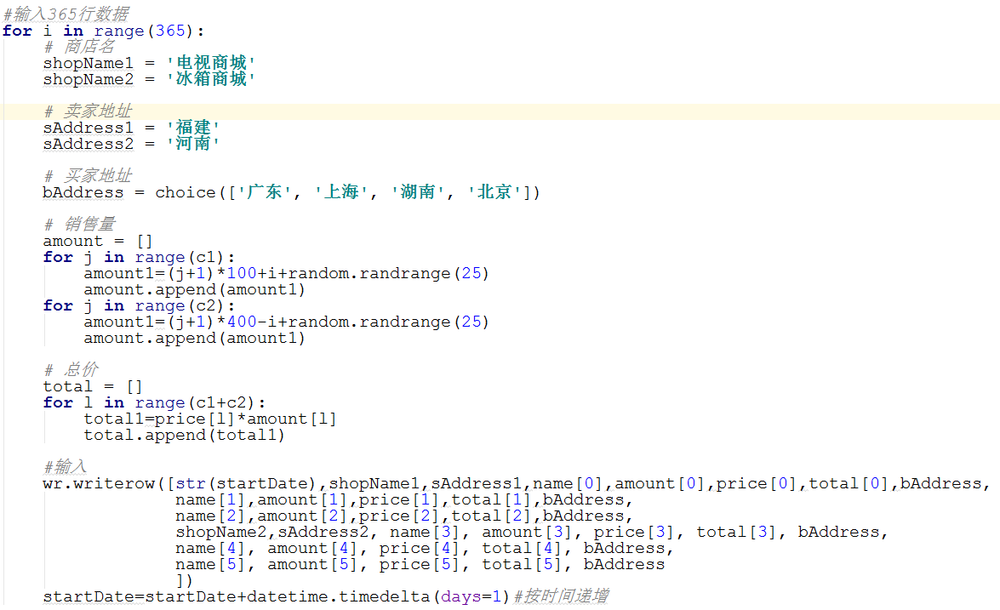 #输入365行数据
for i in range(365):
    # 商店名
    shopName1 = '电视商城'
    shopName2 = '冰箱商城'
    # 卖家地址
    sAddress1 = '福建'
    sAddress2 = '河南'
    # 买家地址
    bAddress = choice(['广东', '上海', '湖南', '北京'])
    # 销售量
    amount = []
    for j in range(c1):
        amount1=(j+1)*100+i+random.randrange(25)
        amount.append(amount1)
    for j in range(c2):
        amount1=(j+1)*400-i+random.randrange(25)
        amount.append(amount1)
    # 总价
    total = []
    for l in range(c1+c2):
        total1=price[l]*amount[l]
        total.append(total1)
    #输入
    wr.writerow([str(startDate),shopName1,sAddress1,name[0],amount[0],price[0],total[0],bAddress,
                 name[1],amount[1],price[1],total[1],bAddress,
                 name[2],amount[2],price[2],total[2],bAddress,
                 shopName2,sAddress2, name[3], amount[3], price[3], total[3], bAddress,
                 name[4], amount[4], price[4], total[4], bAddress,
                 name[5], amount[5], price[5], total[5], bAddress
                 ])
    startDate=startDate+datetime.timedelta(days=1)#按时间递增